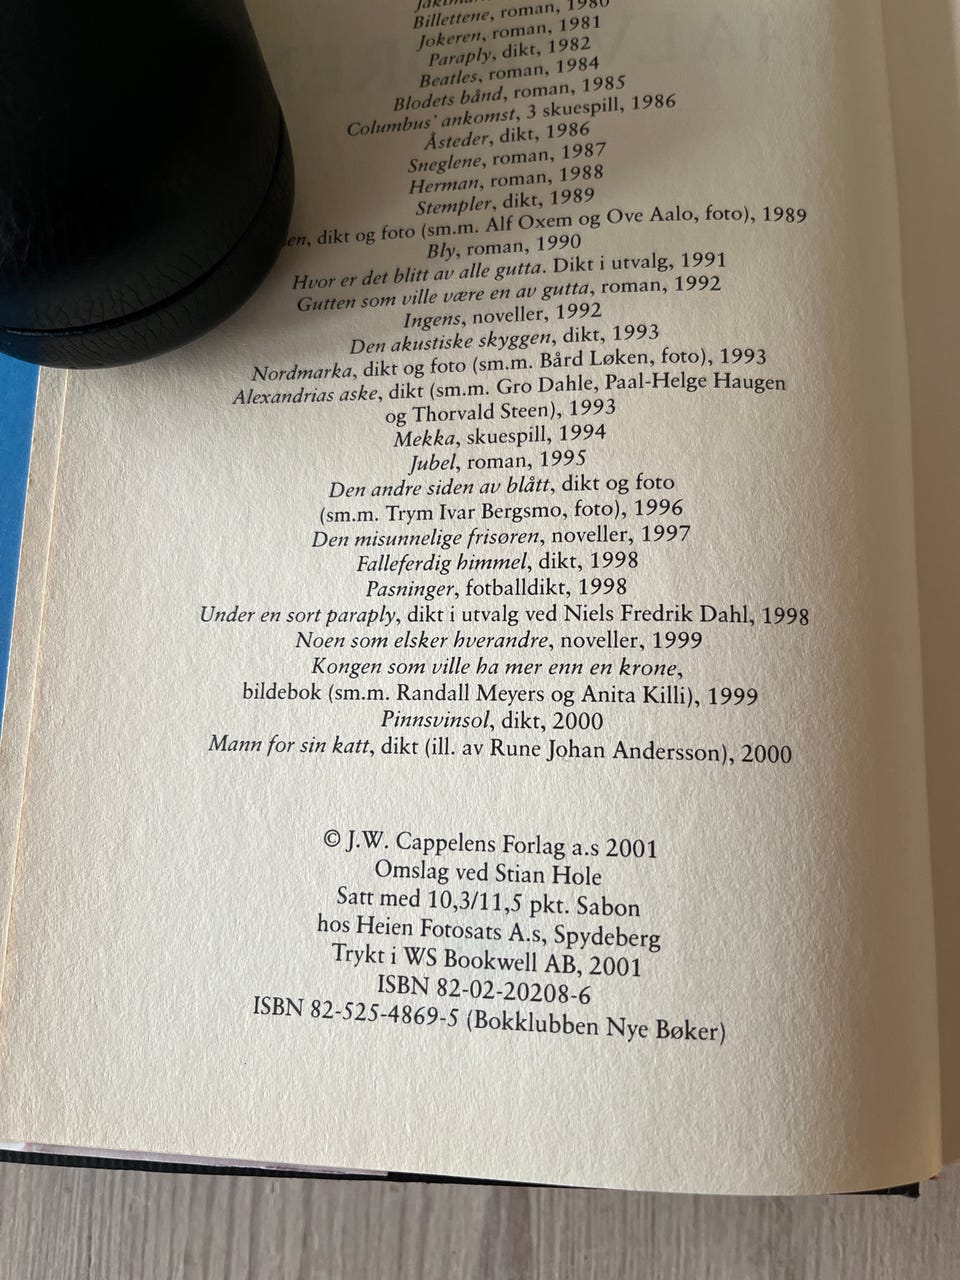 Billettene, roman, 1980
Jokeren, roman, 1981
Paraply, dikt, 1982
Beatles, roman, 1984
Blodets bånd, roman, 1985
Columbus' ankomst, 3 skuespill, 1986
Åsteder, dikt, 1986
Sneglene, roman, 1987
Herman, roman, 1988
Stempler, dikt, 1989
dikt og foto (sm.m. Alf Oxem og Ove Aalo, foto), 1989
Bly, roman, 1990
Hvor er det blitt av alle gutta. Dikt i utvalg, 1991
Gutten som ville være en av gutta, roman, 1992
Ingens, noveller, 1992
Den akustiske skyggen, dikt, 1993
Nordmarka, dikt og foto (sm.m. Bård Løken, foto), 1993
Alexandrias aske, dikt (sm.m. Gro Dahle, Paal-Helge Haugen
og Thorvald Steen), 1993
Mekka, skuespill, 1994
Jubel, roman, 1995
Den andre siden av blått, dikt og foto
(sm.m. Trym Ivar Bergsmo, foto), 1996
Den misunnelige frisøren, noveller, 1997
Falleferdig himmel, dikt, 1998
Pasninger, fotballdikt, 1998
Under en sort paraply, dikt i utvalg ved Niels Fredrik Dahl, 1998
Noen som elsker hverandre, noveller, 1999
Kongen som ville ha mer enn en krone,
bildebok (sm.m. Randall Meyers og Anita Killi), 1999
Pinnsvinsol, dikt, 2000
Mann for sin katt, dikt (ill. av Rune Johan Andersson), 2000
© J.W. Cappelens Forlag a.s 2001
Omslag ved Stian Hole
Satt med 10,3/11,5 pkt. Sabon
hos Heien Fotosats A.s, Spydeberg
Trykt i WS Bookwell AB, 2001
ISBN 82-02-20208-6
ISBN 82-525-4869-5 (Bokklubben Nye Bøker)